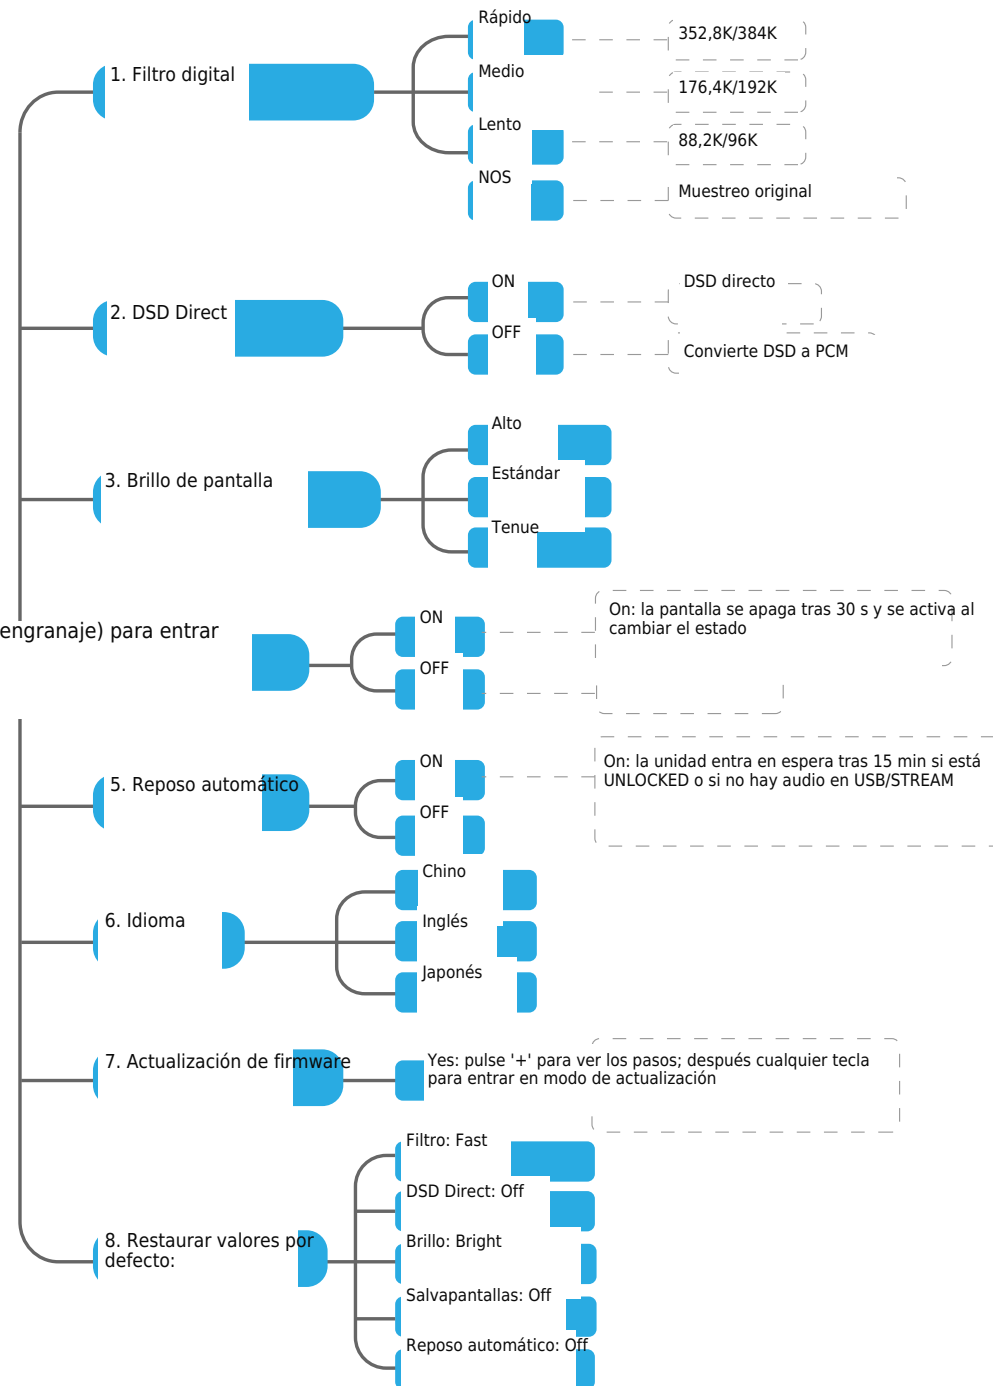 1. Filtro digital
Rápido
352,8K/384K
Medio
176,4K/192K
Lento
88,2K/96K
NOS
Muestreo original
2. DSD Direct
ON
DSD directo
OFF
Convierte DSD a PCM
3. Brillo de pantalla
Alto
Estándar
Tenue
engranaje) para entrar
ON
On: la pantalla se apaga tras 30 s y se activa al
cambiar el estado
OFF
5. Reposo automático
ON
On: la unidad entra en espera tras 15 min si está
UNLOCKED o si no hay audio en USB/STREAM
OFF
6. Idioma
Chino
Inglés
Japonés
7. Actualización de firmware
Yes: pulse '+' para ver los pasos; después cualquier tecla
para entrar en modo de actualización
8. Restaurar valores por
defecto:
Filtro: Fast
DSD Direct: Off
Brillo: Bright
Salvapantallas: Off
Reposo automático: Off